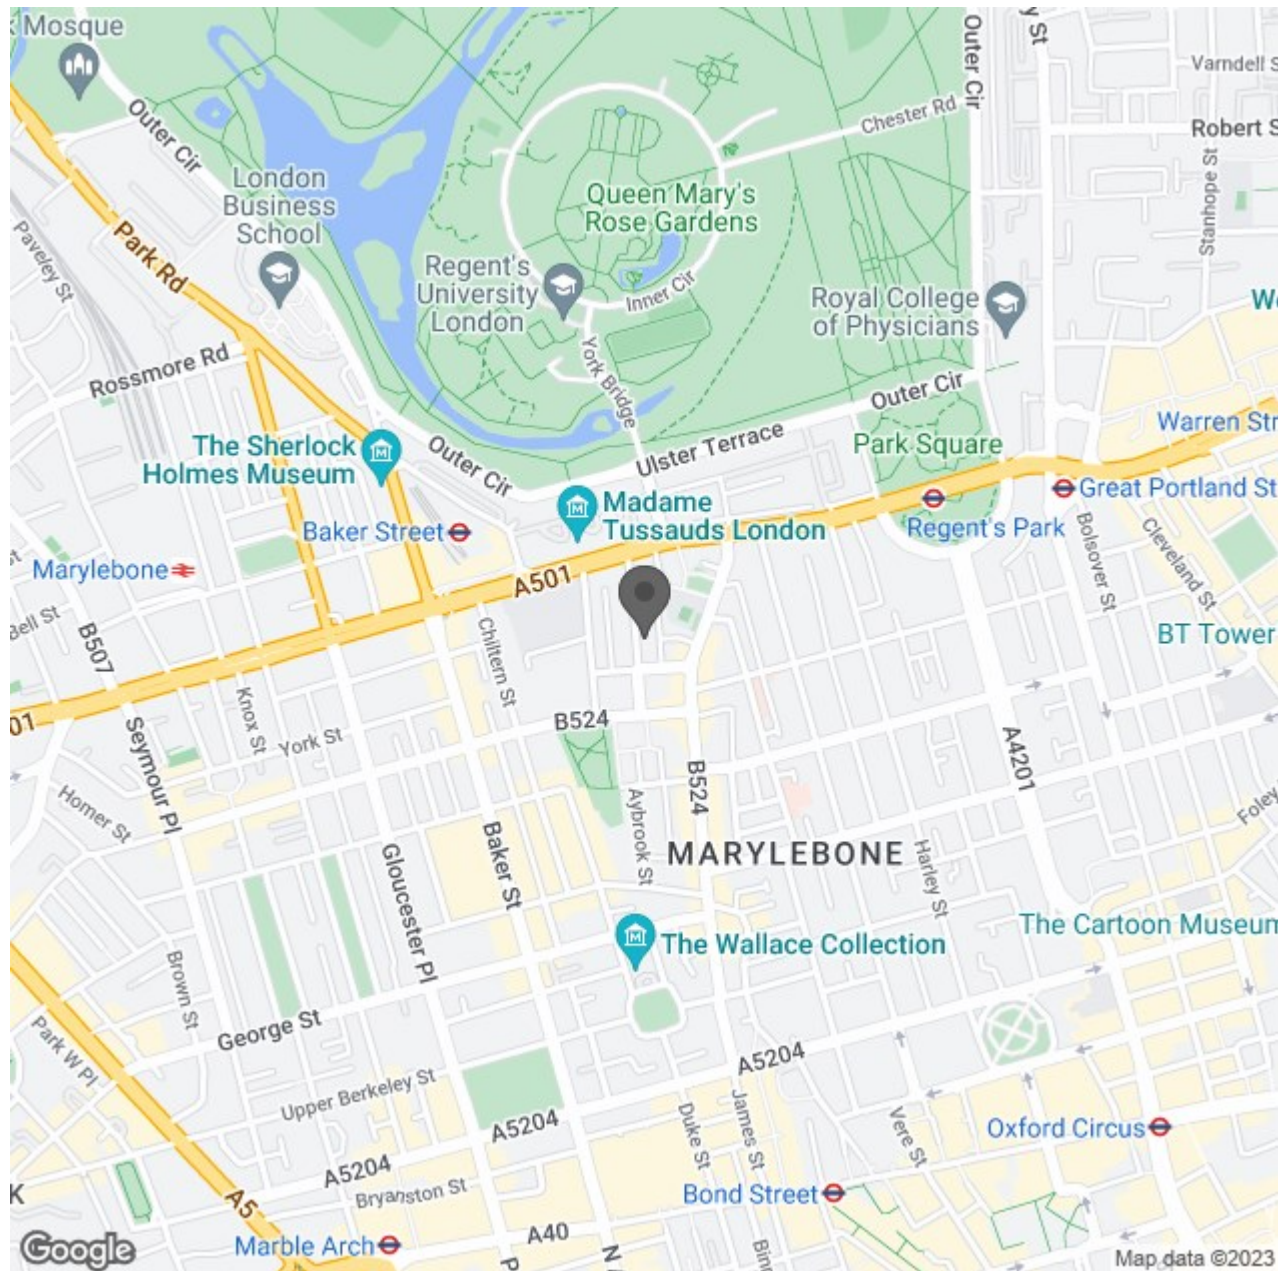 k Mosque
Outer Cir
London
Business
School
Park Rd
Paveley St
Rossmore Rd
Queen Mary's
Rose Gardens
Regent's
University
London
Inner Cir
York Bridge
Chester Rd
Outer Cir
y St
Varndell S
Robert S
Stanhope St
Royal College
of Physicians
We
Outer Cir
Ulster Terrace
Park Square
Warren Str
The Sherlock
Holmes Museum
Outer Cir
Madame
Tussauds London
Baker Street
Marylebone
Regent's Park
Great Portland St
Bolsover St
Cleveland St
BT Tower
A501
Bell St
B507
Chiltern St
Knox St
York St
Seymour Pl
Homer St
01
B524
B524
Aybrook St
MARYLEBONE
Baker St
Gloucester Pl
Harley St
A4201
Foley
The Cartoon Museum
The Wallace Collection
Brown St
George St
Park W Pl
Upper Berkeley St
A5204
A5204
A5204
Duke St
James St
Vere St
Oxford Circus
Bond Street
Bryanston St
K
A5
A40
Marble Arch
P
N A
Binn
Google
Map data ©2023